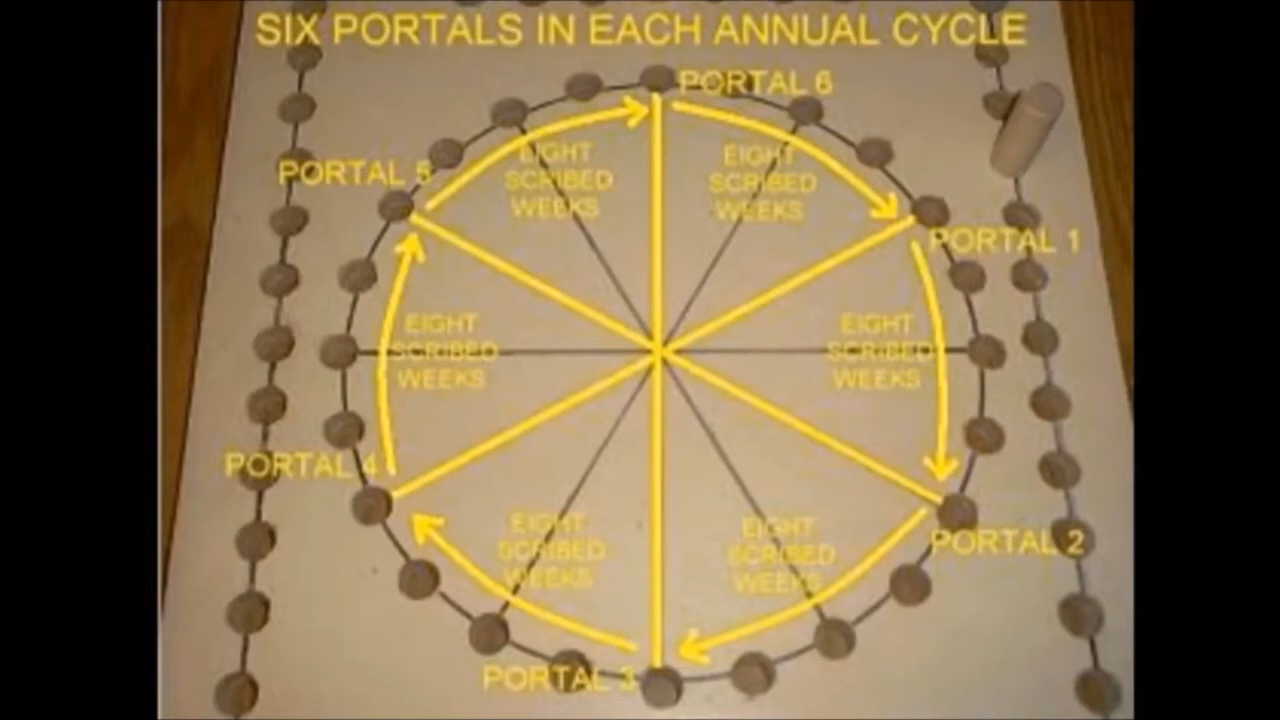 SIX PORTALS IN EACH ANNUAL CYCLE
PORTAL 6
EIGHT
SCRIBED
WEEKS
EIGHT
SCRIBED
WEEKS
PORTAL 5
PORTAL 1
EIGHT
SCRIBED
WEEKS
EIGHT
SCRIBED
WEEKS
PORTAL 4
EIGHT
SCRIBED
WEEKS
EIGHT
SCRIBED
WEEKS
PORTAL 2
PORTAL 3